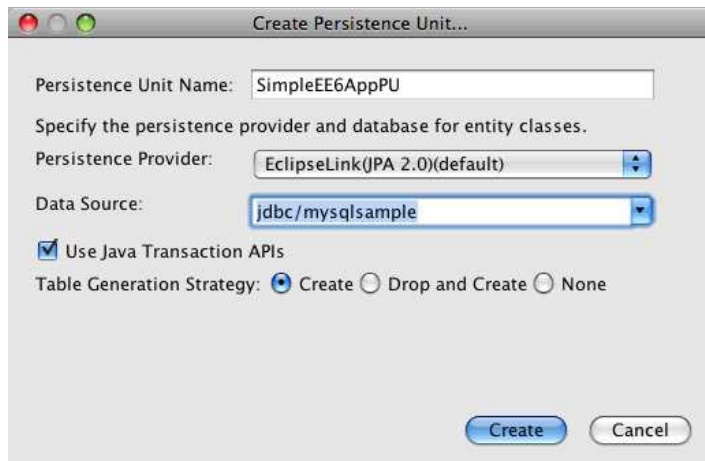 Create Persistence Unit...
Persistence Unit Name: SimpleEE6AppPU
Specify the persistence provider and database for entity classes.
Persistence Provider: EclipseLink(JPA 2.0)(default)
Data Source: jdbc/mysqlsample
Use Java Transaction APIs
Table Generation Strategy: Create Drop and Create None
Create Cancel